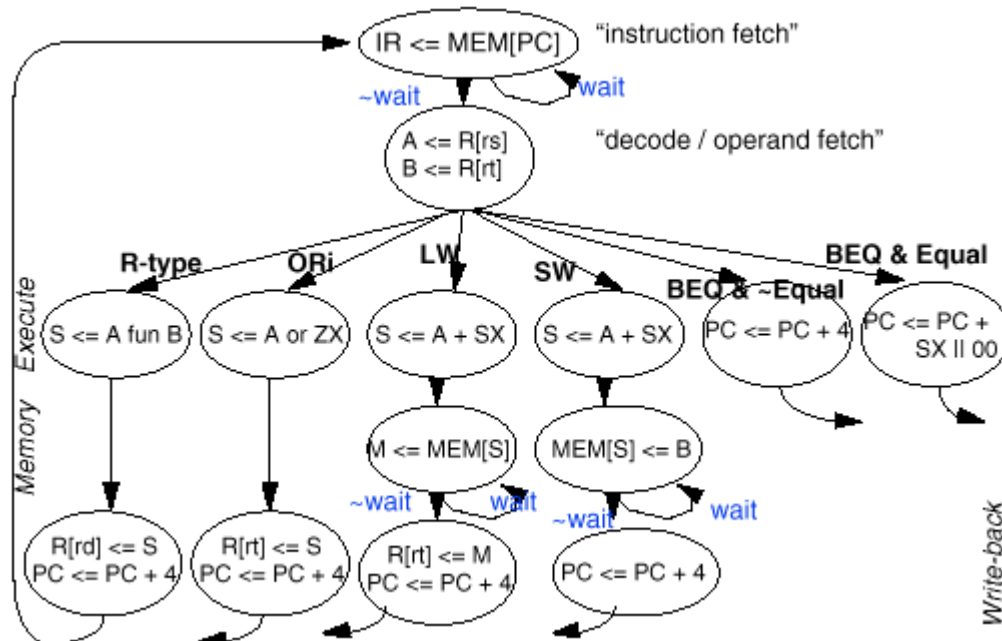 IR <= MEM[PC]
“instruction fetch”
~wait
wait
A <= R[rs]
B <= R[rt]
“decode / operand fetch”
R-type
ORi
LW
SW
BEQ & ~Equal
BEQ & Equal
Execute
S <= A fun B
S <= A or ZX
S <= A + SX
S <= A + SX
PC <= PC + 4
PC <= PC +
SX || 00
Memory
M <= MEM[S]
MEM[S] <= B
~wait
wait
~wait
wait
R[rd] <= S
PC <= PC + 4
R[rt] <= S
PC <= PC + 4
R[rt] <= M
PC <= PC + 4
PC <= PC + 4
Write-back